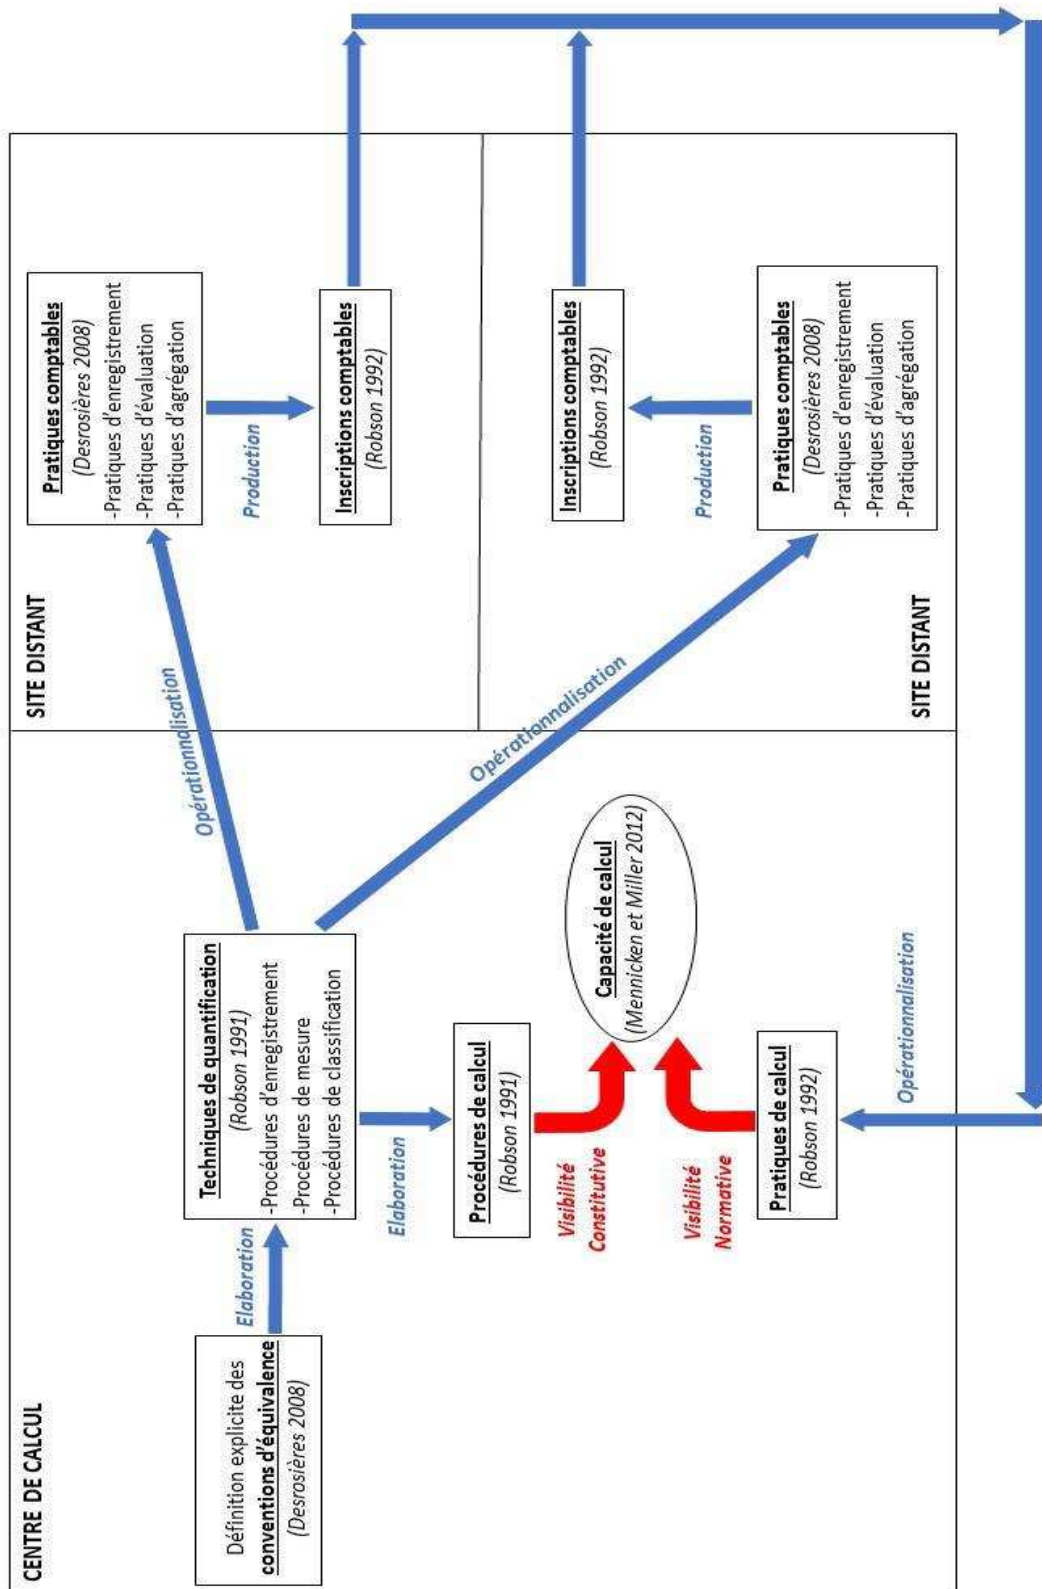 CENTRE DE CALCUL
Définition explicite des
conventions d'équivalence
(Desrosières 2008)
Elaboration
Techniques de quantification
(Robson 1991)
-Procédures d'enregistrement
-Procédures de mesure
-Procédures de classification
Elaboration
Procédures de calcul
(Robson 1991)
Visibilité
Constitutive
Capacité de calcul
(Mennicken et Miller 2012)
Visibilité
Normative
Pratiques de calcul
(Robson 1992)
Opérationnalisation
Opérationnalisation
Opérationnalisation
SITE DISTANT
Pratiques comptables
(Desrosières 2008)
-Pratiques d'enregistrement
-Pratiques d'évaluation
-Pratiques d'agrégation
Production
Inscriptions comptables
(Robson 1992)
Inscriptions comptables
(Robson 1992)
Production
Pratiques comptables
(Desrosières 2008)
-Pratiques d'enregistrement
-Pratiques d'évaluation
-Pratiques d'agrégation
SITE DISTANT